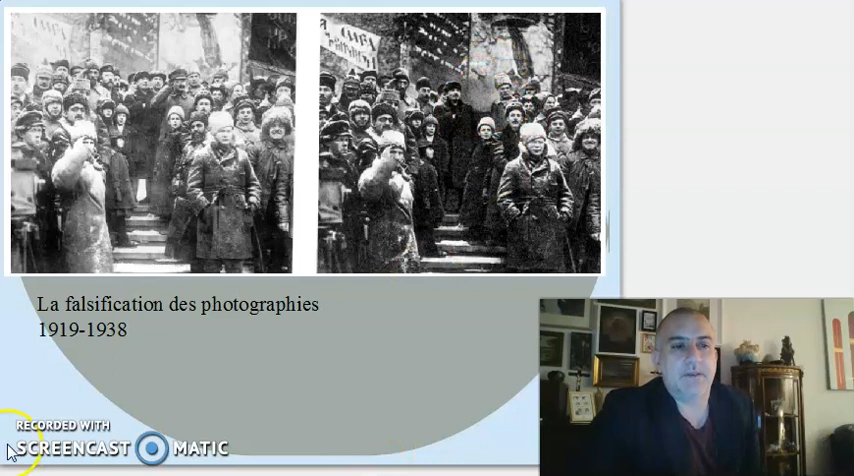 La falsification des photographies
1919-1938
RECORDED WITH
SCREENCAST MATIC